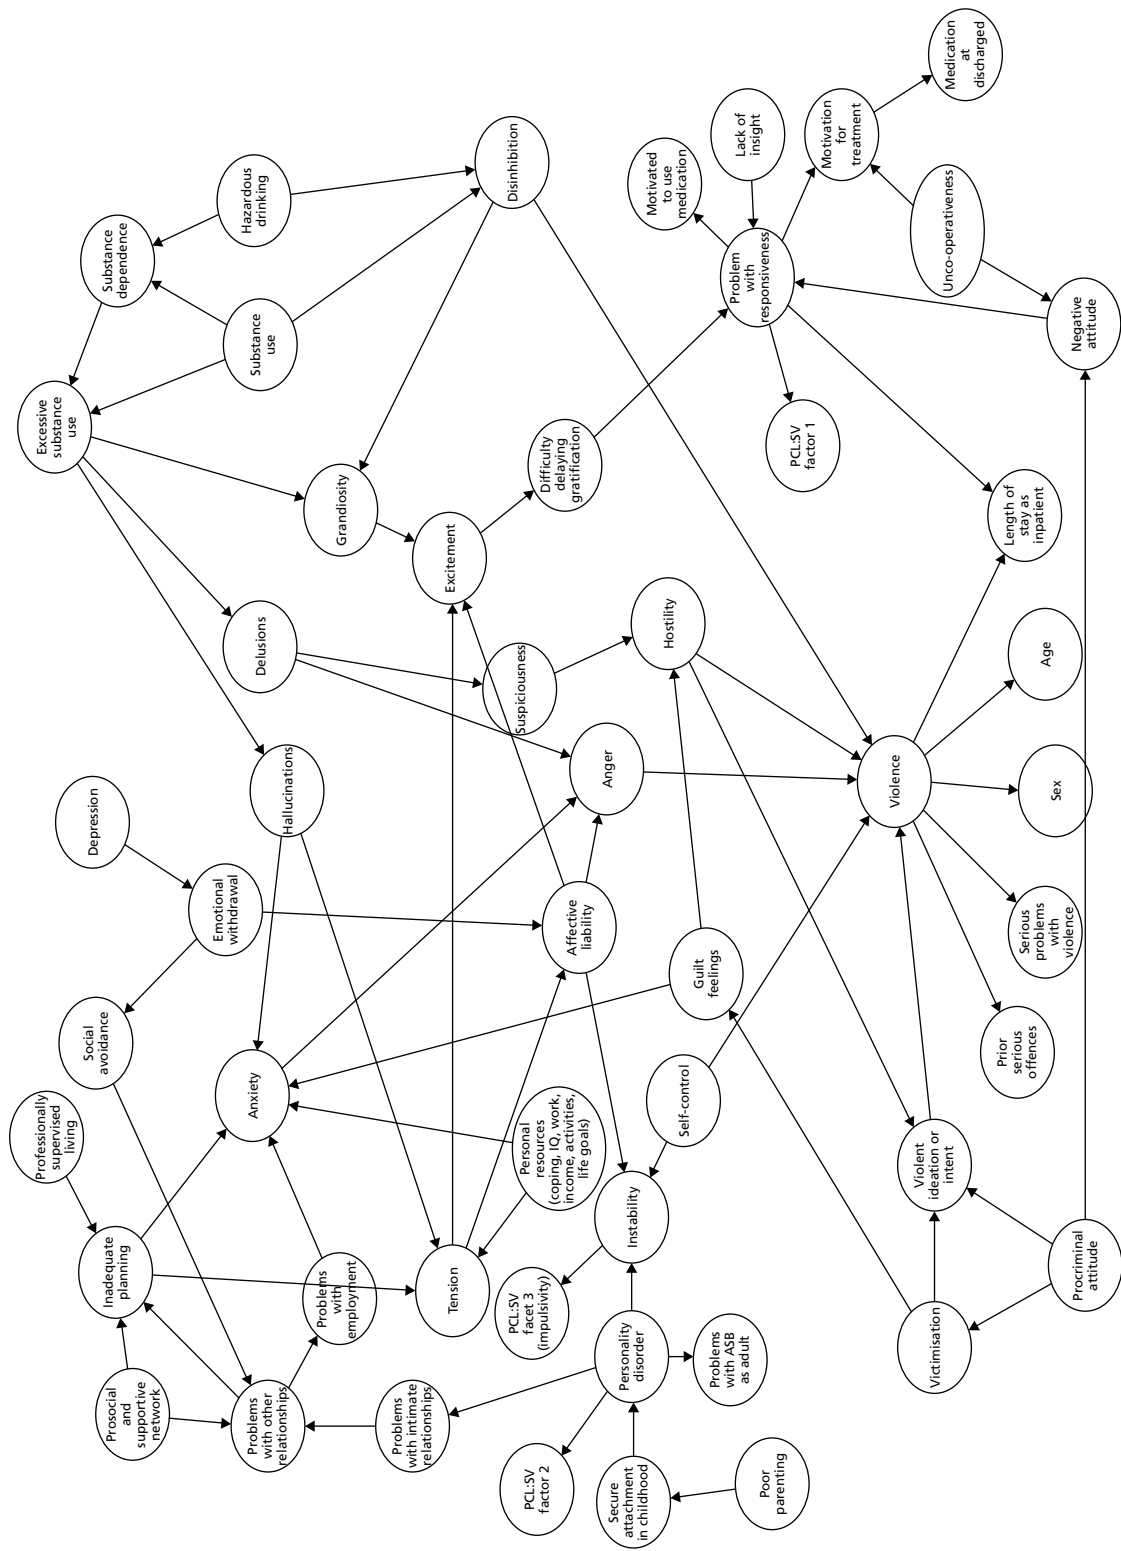 Professionally
supervised
living
Depression
Excessive
substance
use
Prosocial
and
supportive
network
Inadequate
planning
Social
avoidance
Substance
dependence
Problems
with other
relationships
Anxiety
Emotional
withdrawal
Hallucinations
Delusions
Substance
use
Hazardous
drinking
Problems
with
employment
Grandiosity
Problems
with intimate
relationships
Tension
Excitement
PCL:SV
factor 2
PCL:SV
facet 3
(impulsivity)
Personal
resources
(coping, IQ, work,
income, activities,
life goals)
Suspiciousness
Difficulty
delaying
gratification
Disinhibition
Secure
attachment
in childhood
Personality
disorder
Instability
Affective
liability
Anger
Self-control
Guilt
feelings
Hostility
Motivated
to use
medication
Poor
parenting
Problems
with ASB
as adult
PCL:SV
factor 1
Problem
with
responsiveness
Lack of
insight
Motivation
for
treatment
Violence
Victimisation
Violent
ideation or
intent
Unco-operativeness
Medication
at
discharged
Prior
serious
offences
Serious
problems
with
violence
Sex
Age
Length of
stay as
inpatient
Procriminal
attitude
Negative
attitude